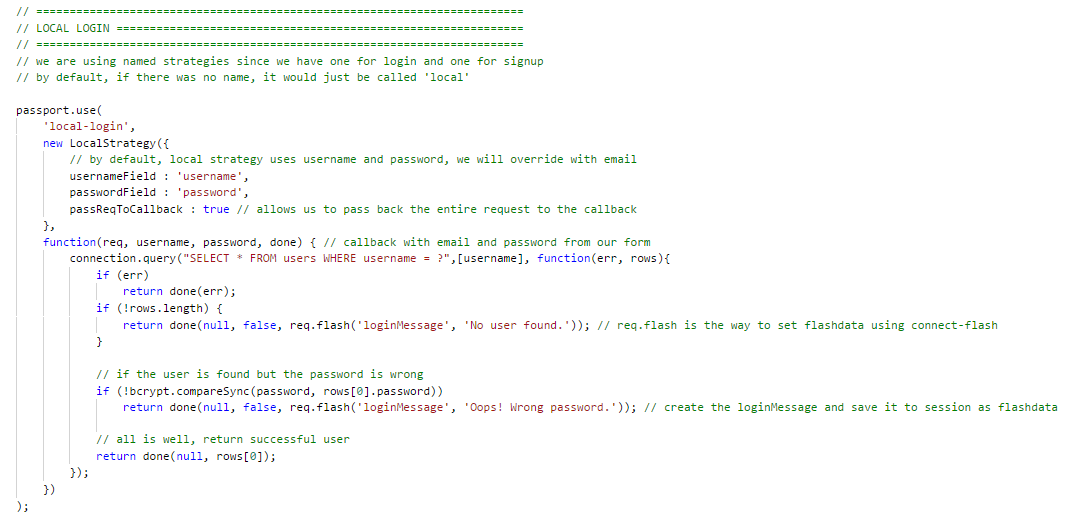 // =========================================================================
// LOCAL LOGIN =============================================================
// =========================================================================
// we are using named strategies since we have one for login and one for signup
// by default, if there was no name, it would just be called 'local'

passport.use(
    'local-login',
    new LocalStrategy({
        // by default, local strategy uses username and password, we will override with email
        usernameField : 'username',
        passwordField : 'password',
        passReqToCallback : true // allows us to pass back the entire request to the callback
    },
    function(req, username, password, done) { // callback with email and password from our form
        connection.query("SELECT * FROM users WHERE username = ?",[username], function(err, rows){
            if (err)
                return done(err);
            if (!rows.length) {
                return done(null, false, req.flash('loginMessage', 'No user found.')); // req.flash is the way to set flashdata using connect-flash
            }

            // if the user is found but the password is wrong
            if (!bcrypt.compareSync(password, rows[0].password))
                return done(null, false, req.flash('loginMessage', 'Oops! Wrong password.')); // create the loginMessage and save it to session as flashdata

            // all is well, return successful user
            return done(null, rows[0]);
        });
    })
);